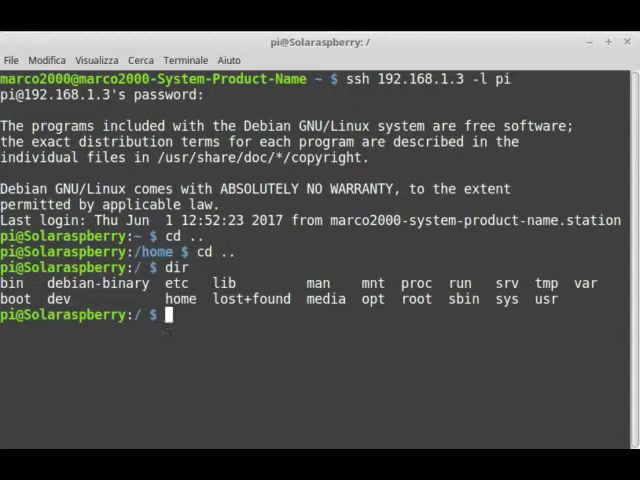 pi@Solaraspberry: /
File Modifica Visualizza Cerca Terminale Aiuto
marco2000@marco2000-System-Product-Name ~ $ ssh 192.168.1.3 -l pi
pi@192.168.1.3's password:
The programs included with the Debian GNU/Linux system are free software;
the exact distribution terms for each program are described in the
individual files in /usr/share/doc/*/copyright.
Debian GNU/Linux comes with ABSOLUTELY NO WARRANTY, to the extent
permitted by applicable law.
Last login: Thu Jun  1 12:52:23 2017 from marco2000-system-product-name.station
pi@Solaraspberry:~ $ cd ..
pi@Solaraspberry:/home $ cd ..
pi@Solaraspberry:/ $ dir
bin   debian-binary  etc   lib         man    mnt  proc  run   srv  tmp  var
boot  dev            home  lost+found  media  opt  root  sbin  sys  usr
pi@Solaraspberry:/ $